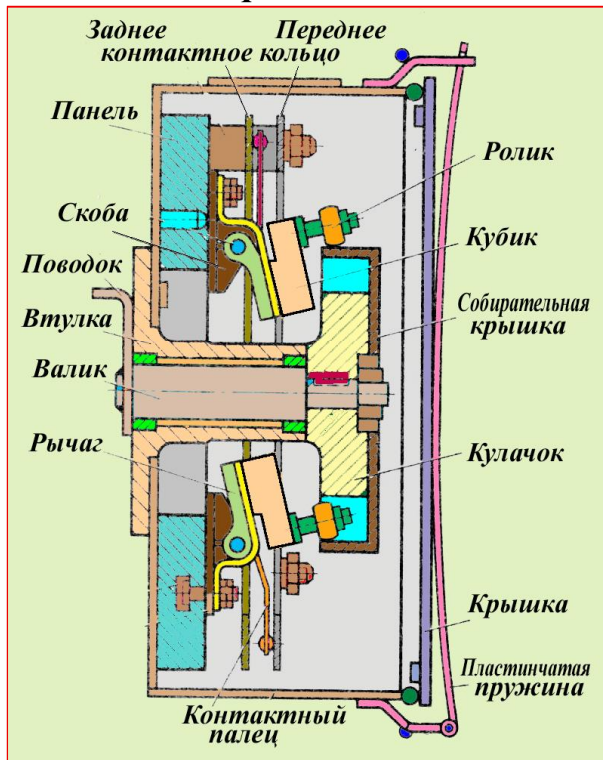 Заднее
контактное
Переднее
кольцо
Панель
Ролик
Скоба
Кубик
Поводок
Собирательная
крышка
Втулка
Валик
Рычаг
Кулачок
Крышка
Пластинчатая
пружина
Контактный
палец